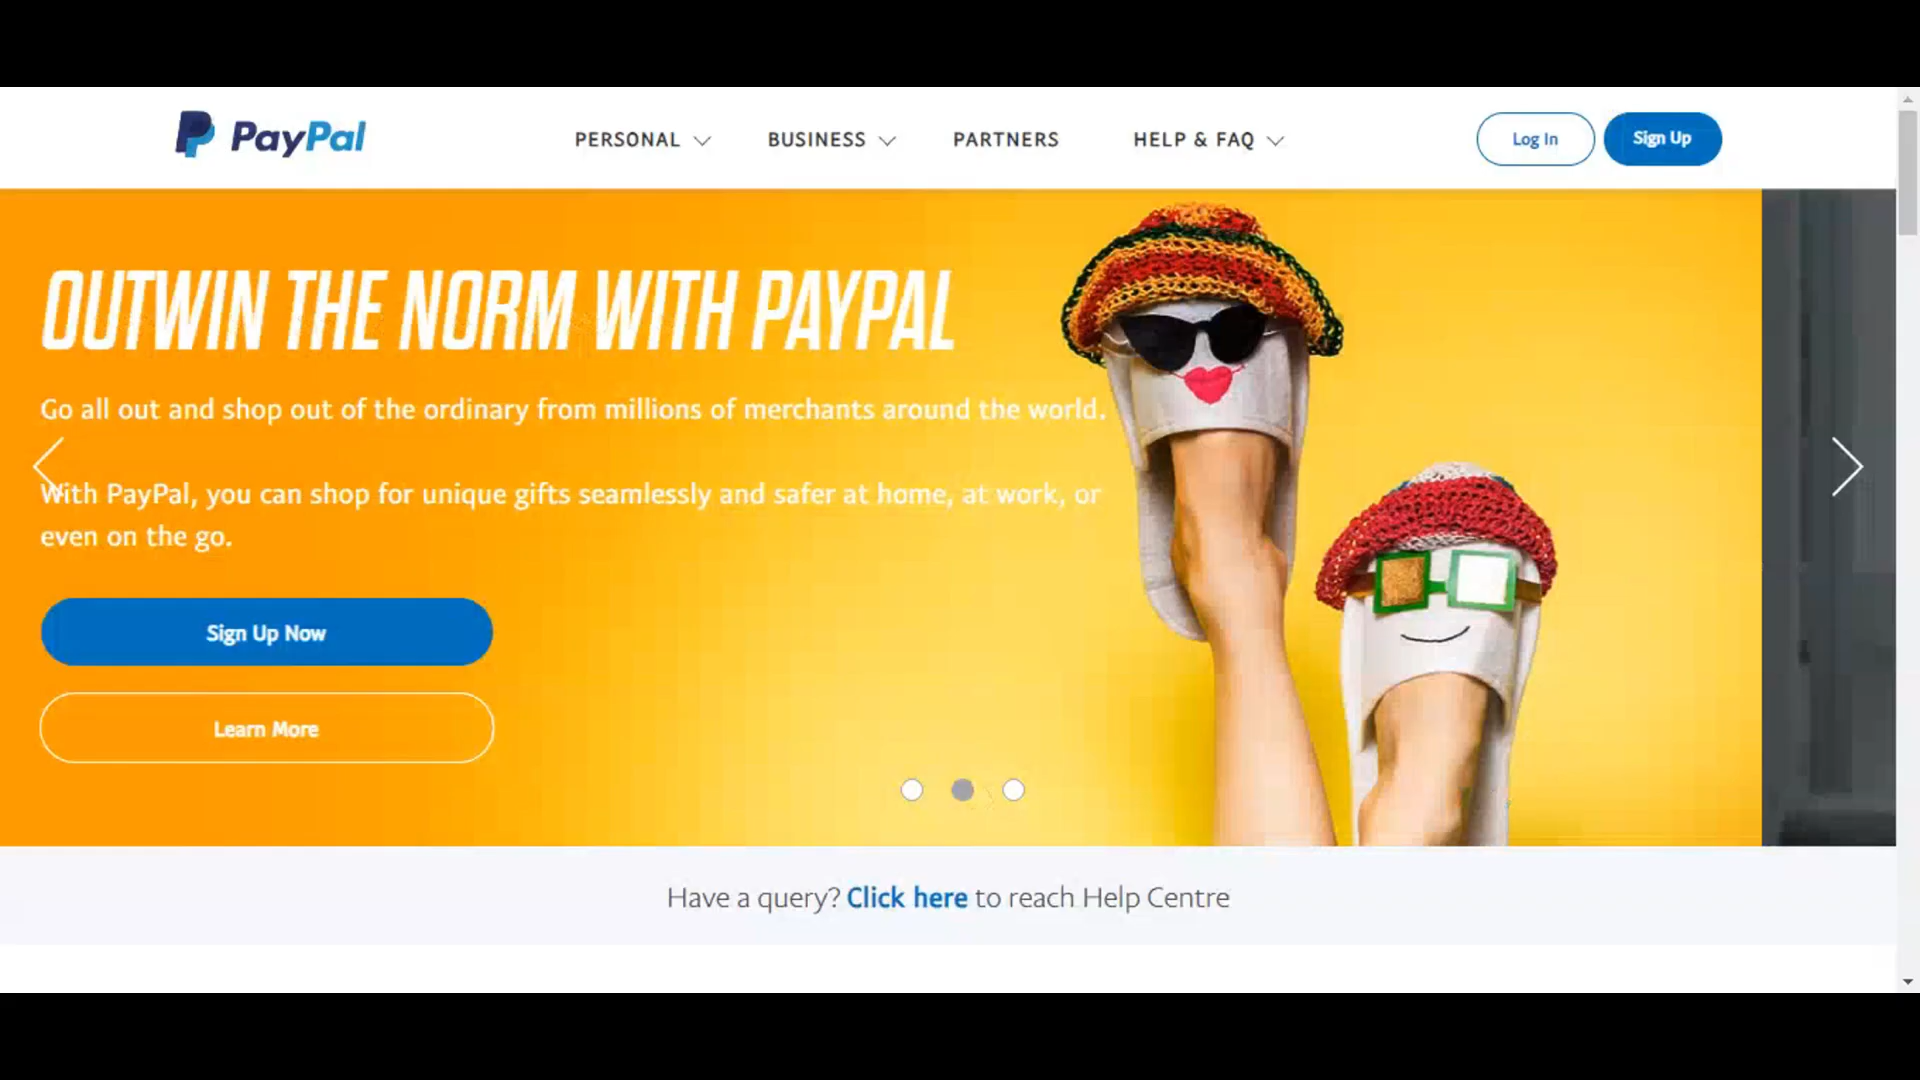 PayPal
PERSONAL
BUSINESS
PARTNERS
HELP & FAQ
Log In
Sign Up
OUTWIN THE NORM WITH PAYPAL
Go all out and shop out of the ordinary from millions of merchants around the world.
With PayPal, you can shop for unique gifts seamlessly and safer at home, at work, or
even on the go.
Sign Up Now
Learn More
Have a query? Click here to reach Help Centre